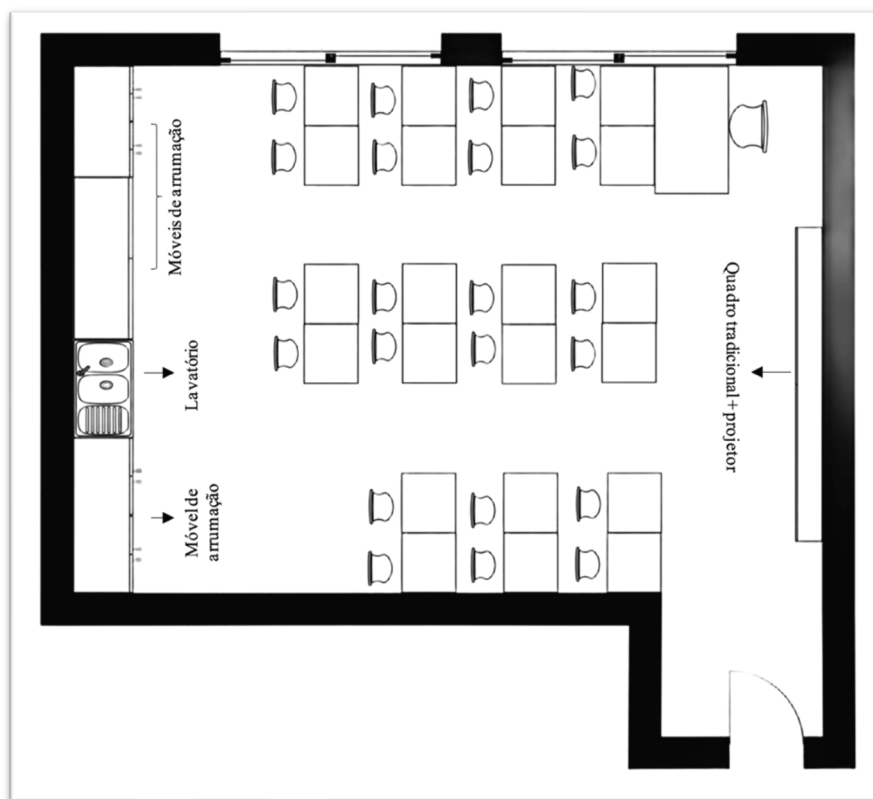 Móveis de arrumação
Lavatório
Móvel de
arrumação
Quadro tradicional + projetor